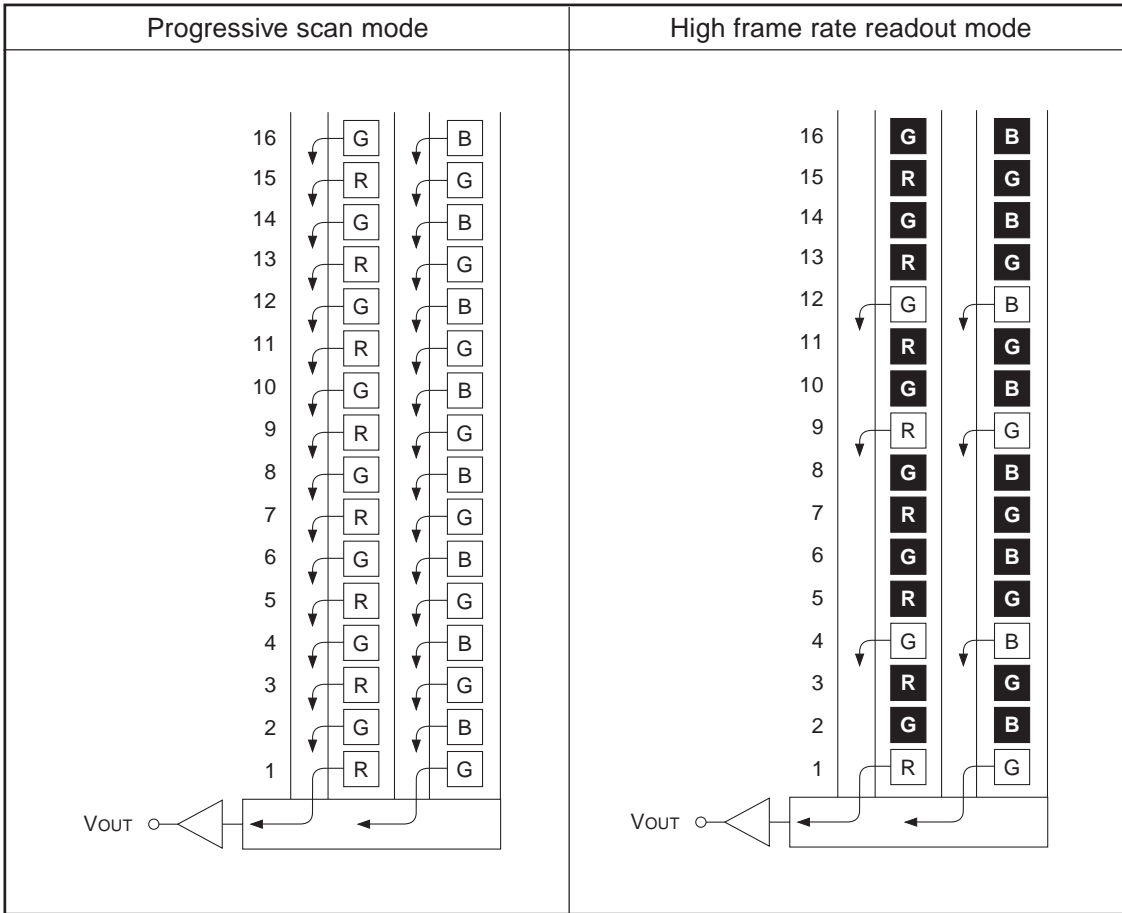 Progressive scan mode High frame rate readout mode
16 G B 16 G B
15 R G 15 R G
14 G B 14 G B
13 R G 13 R G
12 G B 12 G B
11 R G 11 R G
10 G B 10 G B
9 R G 9 R G
8 G B 8 G B
7 R G 7 R G
6 G B 6 G B
5 R G 5 R G
4 G B 4 G B
3 R G 3 R G
2 G B 2 G B
1 R G 1 R G
VOUT VOUT